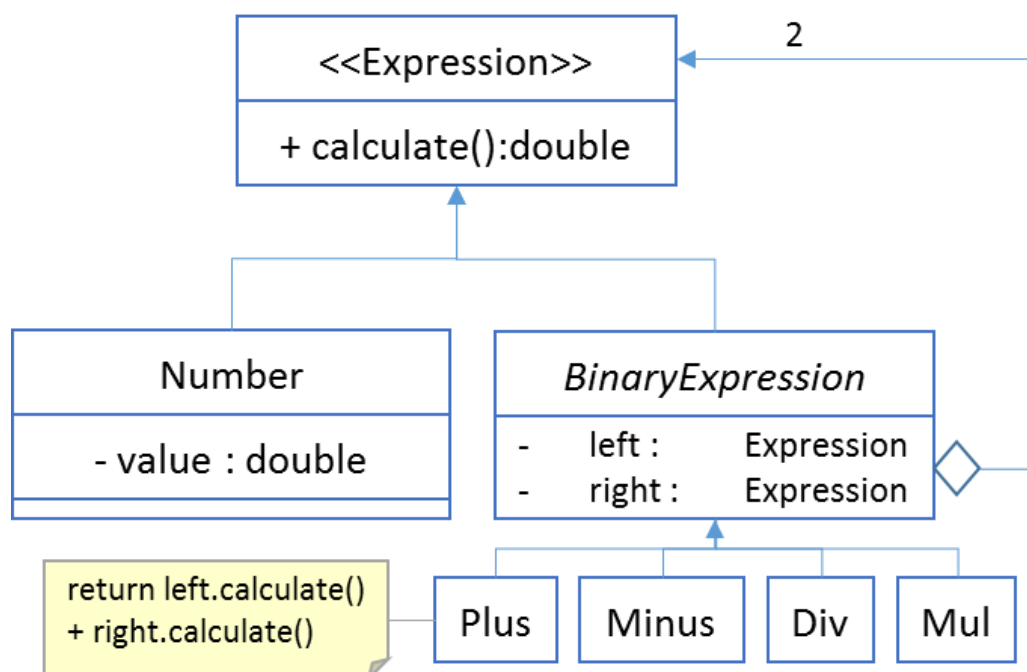 2
<<Expression>>
+ calculate():double
Number
- value : double
BinaryExpression
- left : Expression
- right : Expression
return left.calculate()
+ right.calculate()
Plus
Minus
Div
Mul